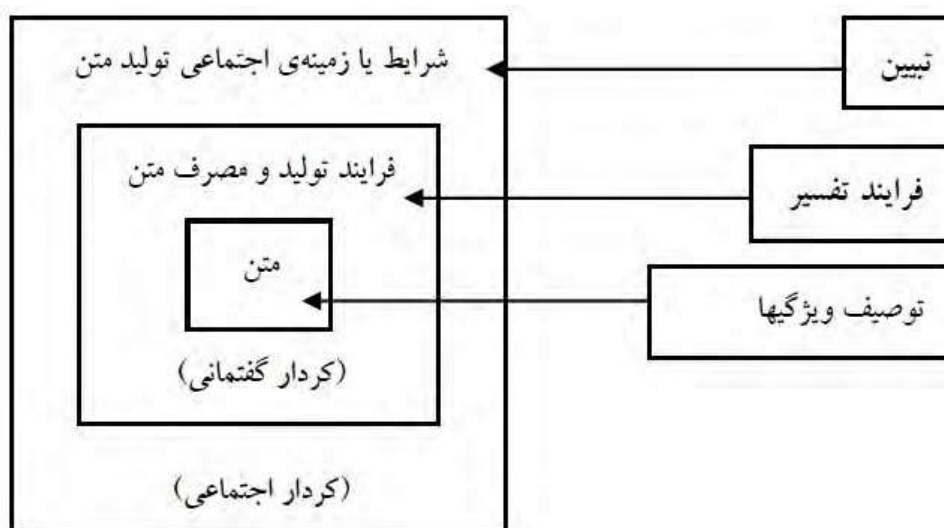 شرایط یا زمینه‌ی اجتماعی تولید متن
تبیین
فرایند تولید و مصرف متن
فرایند تفسیر
متن
توصیف ویژگیها
(کردار گفتمانی)
(کردار اجتماعی)